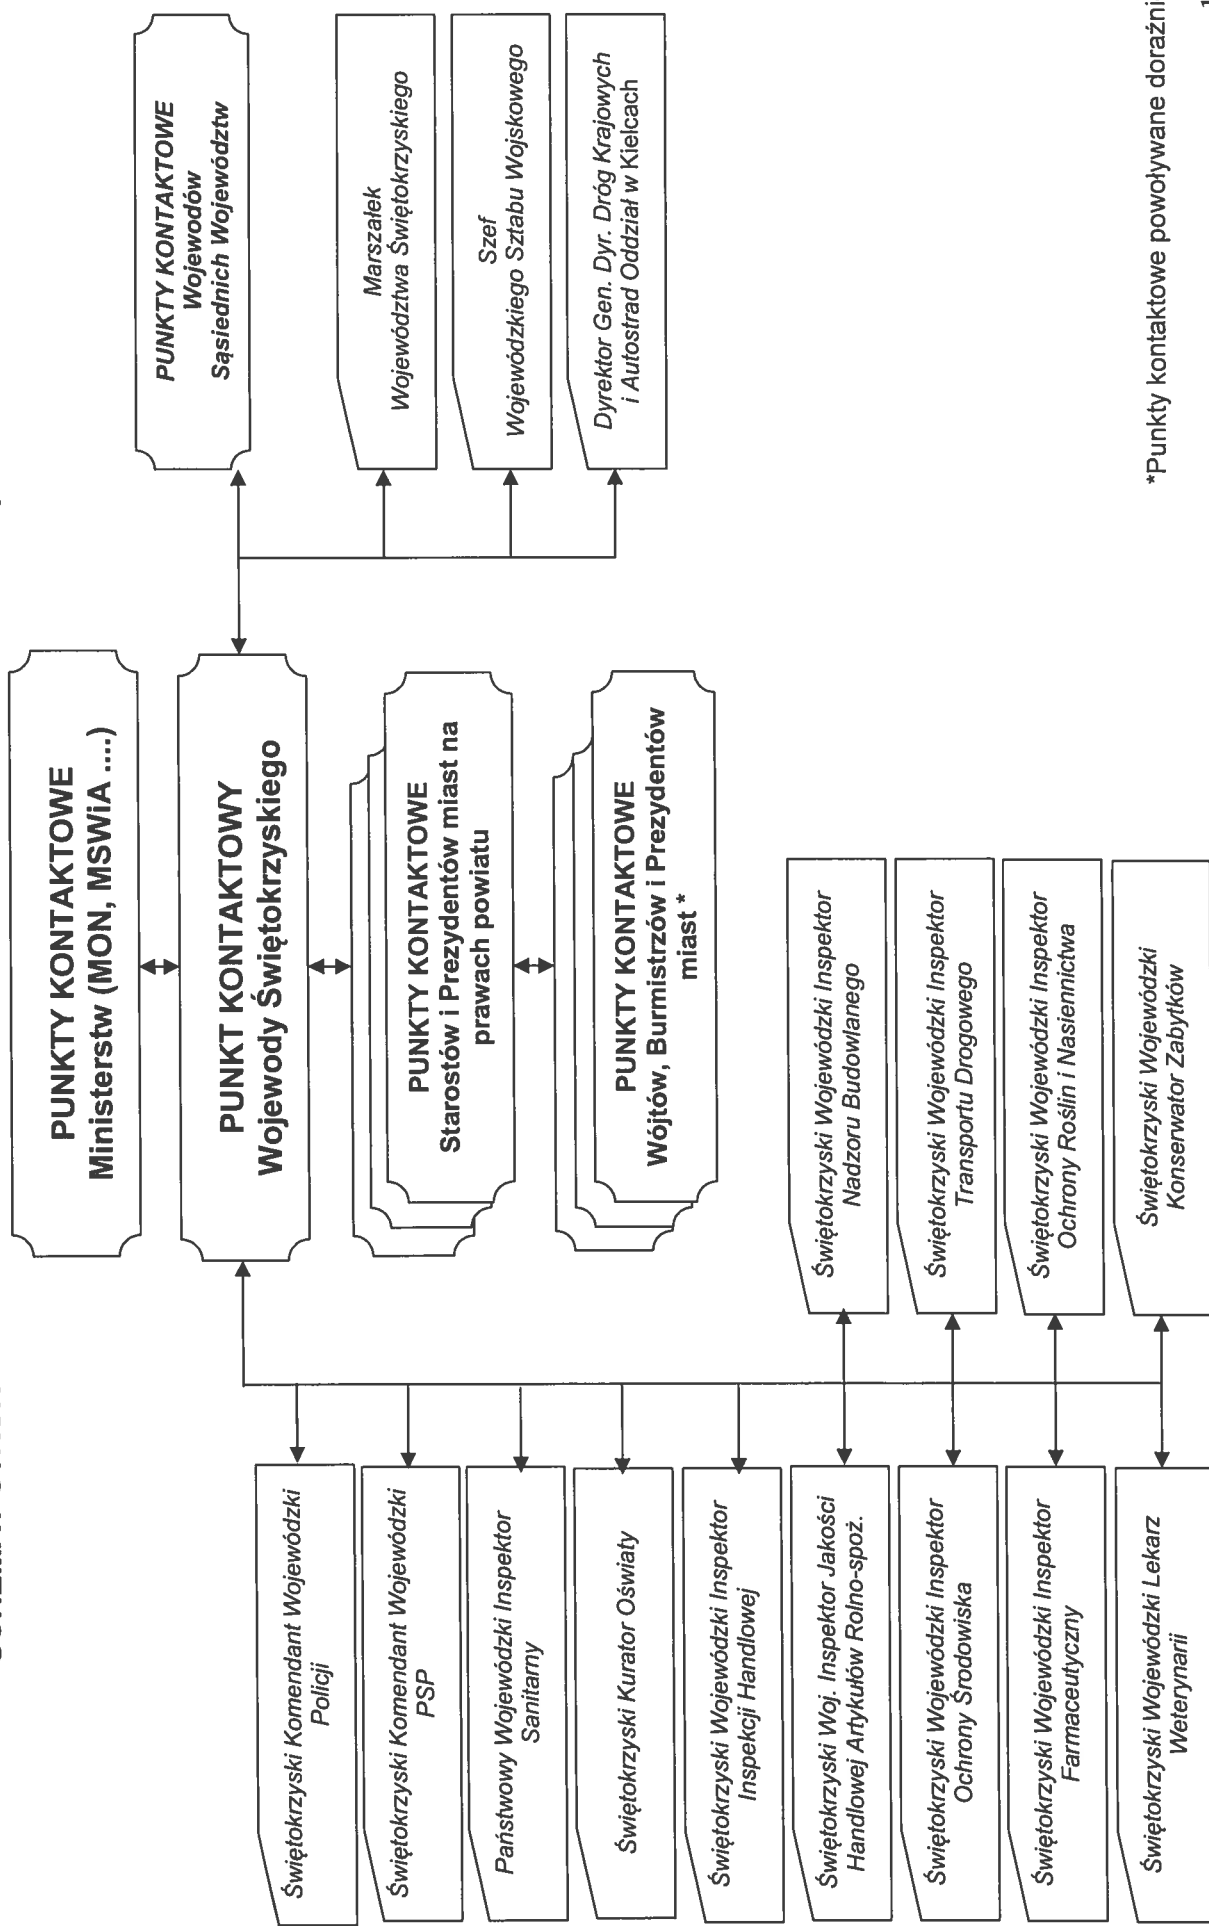 PUNKTY KONTAKTOWE
Ministerstw (MON, MSWiA ....)
PUNKT KONTAKTOWY
Wojewody Świętokrzyskiego
PUNKTY KONTAKTOWE
Wojewodów
Sąsiednich Województw
Marszałek
Województwa Świętokrzyskiego
Szef
Wojewódzkiego Sztabu Wojskowego
Dyrektor Gen. Dyr. Dróg Krajowych
i Autostrad Oddział w Kielcach
PUNKTY KONTAKTOWE
Starostów i Prezydentów miast na
prawach powiatu
PUNKTY KONTAKTOWE
Wójtów, Burmistrzów i Prezydentów
miast *
Świętokrzyski Komendant Wojewódzki
Policji
Świętokrzyski Komendant Wojewódzki
PSP
Państwowy Wojewódzki Inspektor
Sanitarny
Świętokrzyski Kurator Oświaty
Świętokrzyski Wojewódzki Inspektor
Inspekcji Handlowej
Świętokrzyski Woj. Inspektor Jakości
Handlowej Artykułów Rolno-spoż.
Świętokrzyski Wojewódzki Inspektor
Ochrony Środowiska
Świętokrzyski Wojewódzki Inspektor
Farmaceutyczny
Świętokrzyski Wojewódzki Lekarz
Weterynarii
Świętokrzyski Wojewódzki Inspektor
Nadzoru Budowlanego
Świętokrzyski Wojewódzki Inspektor
Transportu Drogowego
Świętokrzyski Wojewódzki Inspektor
Ochrony Roślin i Nasiennictwa
Świętokrzyski Wojewódzki
Konserwator Zabytków
*Punkty kontaktowe powoływane doraźni